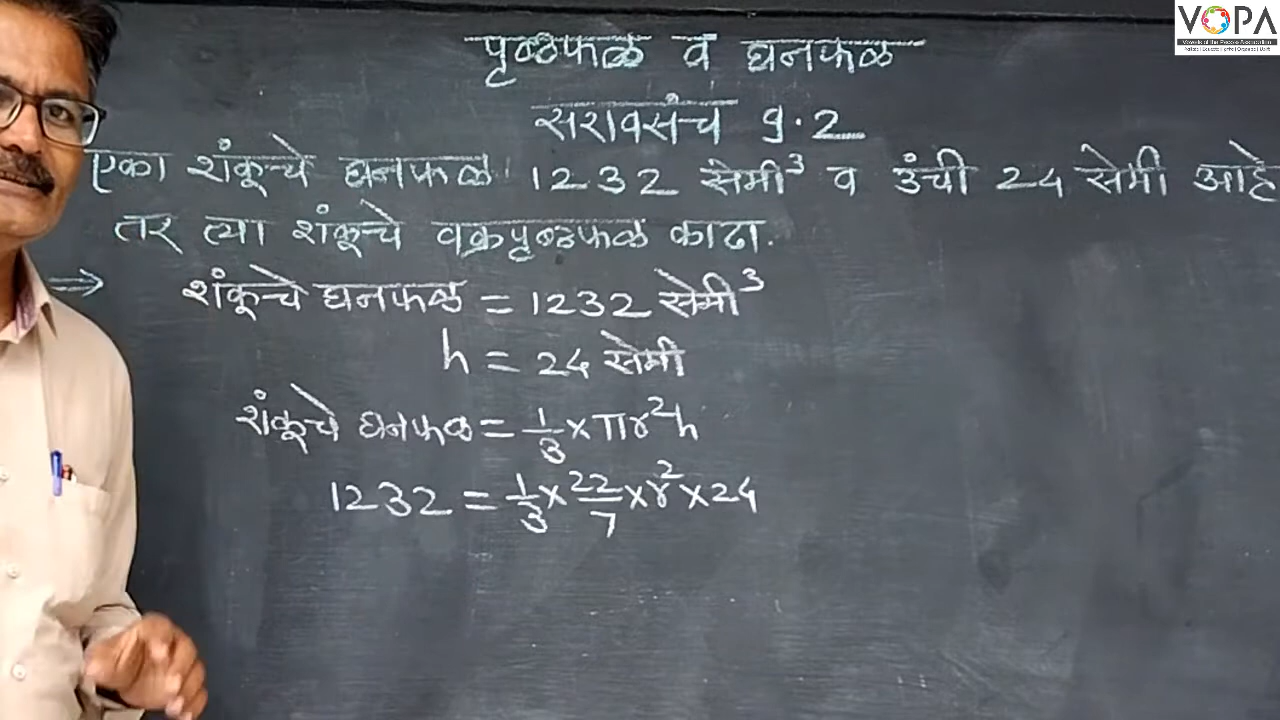 VOPA
पृष्ठफळ व घनफळ
सरावसंच 9.2
एका शंकूचे घनफळ 1232 सेमी³ व उंची 24 सेमी आहे
तर त्या शंकूचे वक्रपृष्ठफळ काढा.
⇒ शंकूचे घनफळ = 1232 सेमी³
h = 24 सेमी
शंकूचे घनफळ = 1/3 × πr²h
1232 = 1/3 × 22/7 × r² × 24